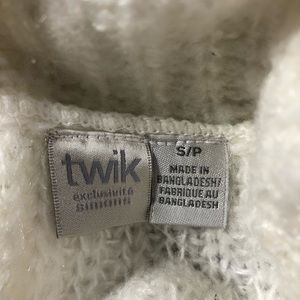 twik
exclusivité
simons
S/P
MADE IN
BANGLADESH/
FABRIQUÉ AU
BANGLADESH